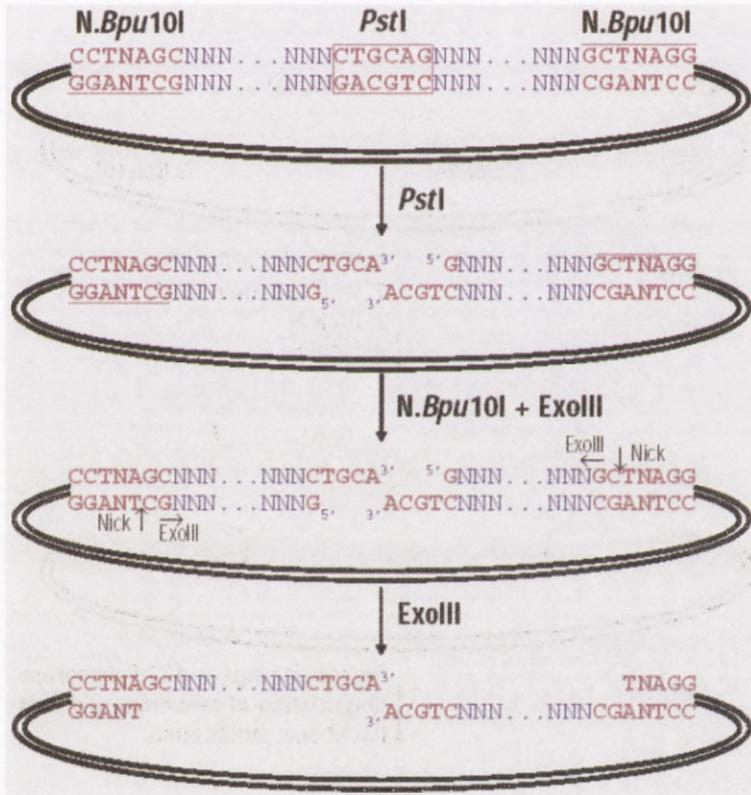 N.Bpu10I PstI N.Bpu10I
CCTNAGCNNN...NNNCTGCAGNNN...NNNGCTNAGG
GGANTCGNNN...NNNGACGTCNNN...NNNCGANTCC
PstI
CCTNAGCNNN...NNNCTGCA3' 5'GNNN...NNNGCTNAGG
GGANTCGNNN...NNNG5' 3'ACGTCNNN...NNNCGANTCC
N.Bpu10I + ExoIII
ExoIII Nick
CCTNAGCNNN...NNNCTGCA3' 5'GNNN...NNNGCTNAGG
GGANTCGNNN...NNNG5' 3'ACGTCNNN...NNNCGANTCC
Nick ExoIII
ExoIII
CCTNAGCNNN...NNNCTGCA3' TNAGG
GGANT 3'ACGTCNNN...NNNCGANTCC